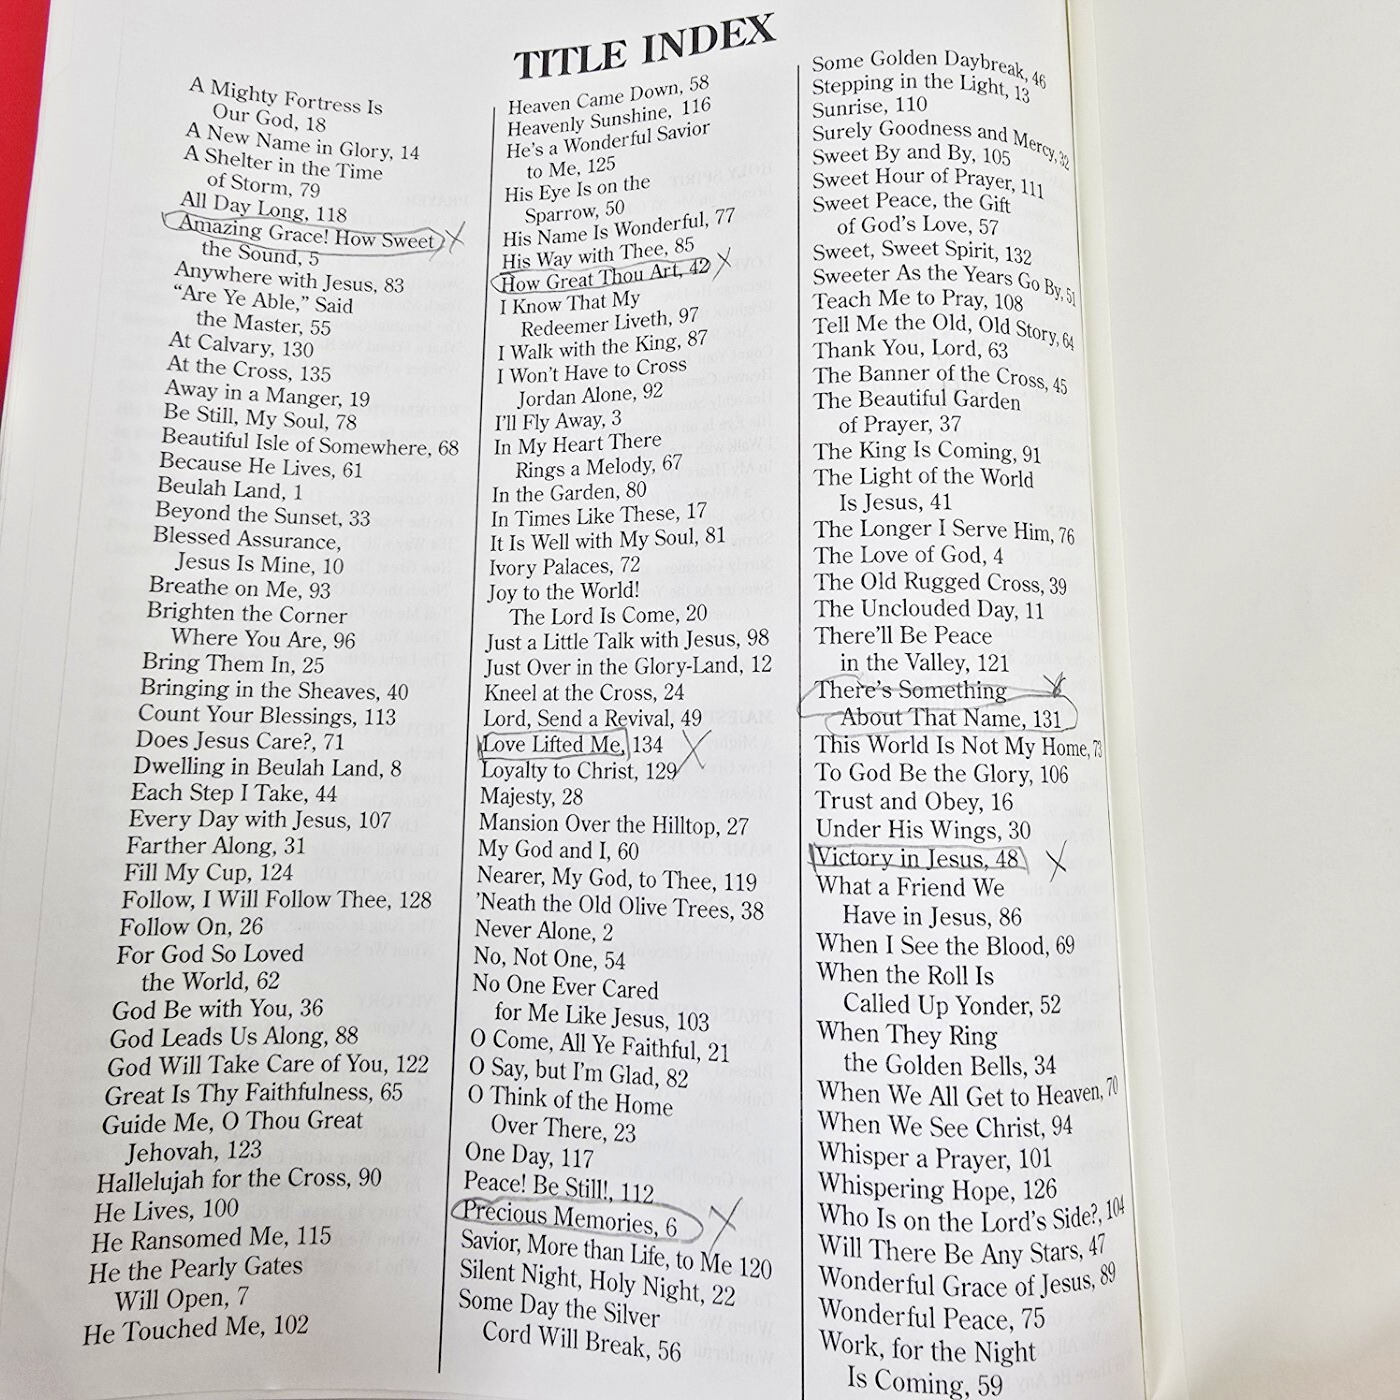 TITLE INDEX
A Mighty Fortress Is
Our God, 18
A New Name in Glory, 14
A Shelter in the Time
of Storm, 79
All Day Long, 118
Amazing Grace! How Sweet
the Sound, 5
Anywhere with Jesus, 83
“Are Ye Able,” Said
the Master, 55
At Calvary, 130
At the Cross, 135
Away in a Manger, 19
Be Still, My Soul, 78
Beautiful Isle of Somewhere, 68
Because He Lives, 61
Beulah Land, 1
Beyond the Sunset, 33
Blessed Assurance,
Jesus Is Mine, 10
Breathe on Me, 93
Brighten the Corner
Where You Are, 96
Bring Them In, 25
Bringing in the Sheaves, 40
Count Your Blessings, 113
Does Jesus Care?, 71
Dwelling in Beulah Land, 8
Each Step I Take, 44
Every Day with Jesus, 107
Farther Along, 31
Fill My Cup, 124
Follow, I Will Follow Thee, 128
Follow On, 26
For God So Loved
the World, 62
God Be with You, 36
God Leads Us Along, 88
God Will Take Care of You, 122
Great Is Thy Faithfulness, 65
Guide Me, O Thou Great
Jehovah, 123
Hallelujah for the Cross, 90
He Lives, 100
He Ransomed Me, 115
He the Pearly Gates
Will Open, 7
He Touched Me, 102
Heaven Came Down, 58
Heavenly Sunshine, 116
He's a Wonderful Savior
to Me, 125
His Eye Is on the
Sparrow, 50
His Name Is Wonderful, 77
His Way with Thee, 85
How Great Thou Art, 42
I Know That My
Redeemer Liveth, 97
I Walk with the King, 87
I Won't Have to Cross
Jordan Alone, 92
I'll Fly Away, 3
In My Heart There
Rings a Melody, 67
In the Garden, 80
In Times Like These, 17
It Is Well with My Soul, 81
Ivory Palaces, 72
Joy to the World!
The Lord Is Come, 20
Just a Little Talk with Jesus, 98
Just Over in the Glory-Land, 12
Kneel at the Cross, 24
Lord, Send a Revival, 49
Love Lifted Me, 134
Loyalty to Christ, 129
Majesty, 28
Mansion Over the Hilltop, 27
My God and I, 60
Nearer, My God, to Thee, 119
'Neath the Old Olive Trees, 38
Never Alone, 2
No, Not One, 54
No One Ever Cared
for Me Like Jesus, 103
O Come, All Ye Faithful, 21
O Say, but I'm Glad, 82
O Think of the Home
Over There, 23
One Day, 117
Peace! Be Still!, 112
Precious Memories, 6
Savior, More than Life, to Me 120
Silent Night, Holy Night, 22
Some Day the Silver
Cord Will Break, 56
Some Golden Daybreak, 46
Stepping in the Light, 13
Sunrise, 110
Surely Goodness and Mercy, 32
Sweet By and By, 105
Sweet Hour of Prayer, 111
Sweet Peace, the Gift
of God's Love, 57
Sweet, Sweet Spirit, 132
Sweeter As the Years Go By, 51
Teach Me to Pray, 108
Tell Me the Old, Old Story, 64
Thank You, Lord, 63
The Banner of the Cross, 45
The Beautiful Garden
of Prayer, 37
The King Is Coming, 91
The Light of the World
Is Jesus, 41
The Longer I Serve Him, 76
The Love of God, 4
The Old Rugged Cross, 39
The Unclouded Day, 11
There'll Be Peace
in the Valley, 121
There's Something
About That Name, 131
This World Is Not My Home, 73
To God Be the Glory, 106
Trust and Obey, 16
Under His Wings, 30
Victory in Jesus, 48
What a Friend We
Have in Jesus, 86
When I See the Blood, 69
When the Roll Is
Called Up Yonder, 52
When They Ring
the Golden Bells, 34
When We All Get to Heaven, 70
When We See Christ, 94
Whisper a Prayer, 101
Whispering Hope, 126
Who Is on the Lord's Side?, 104
Will There Be Any Stars, 47
Wonderful Grace of Jesus, 89
Wonderful Peace, 75
Work, for the Night
Is Coming, 59